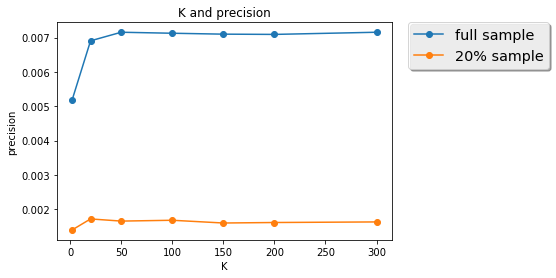 K and precision
full sample
20% sample
0.007
0.006
0.005
0.004
0.003
0.002
precision
0 50 100 150 200 250 300
K